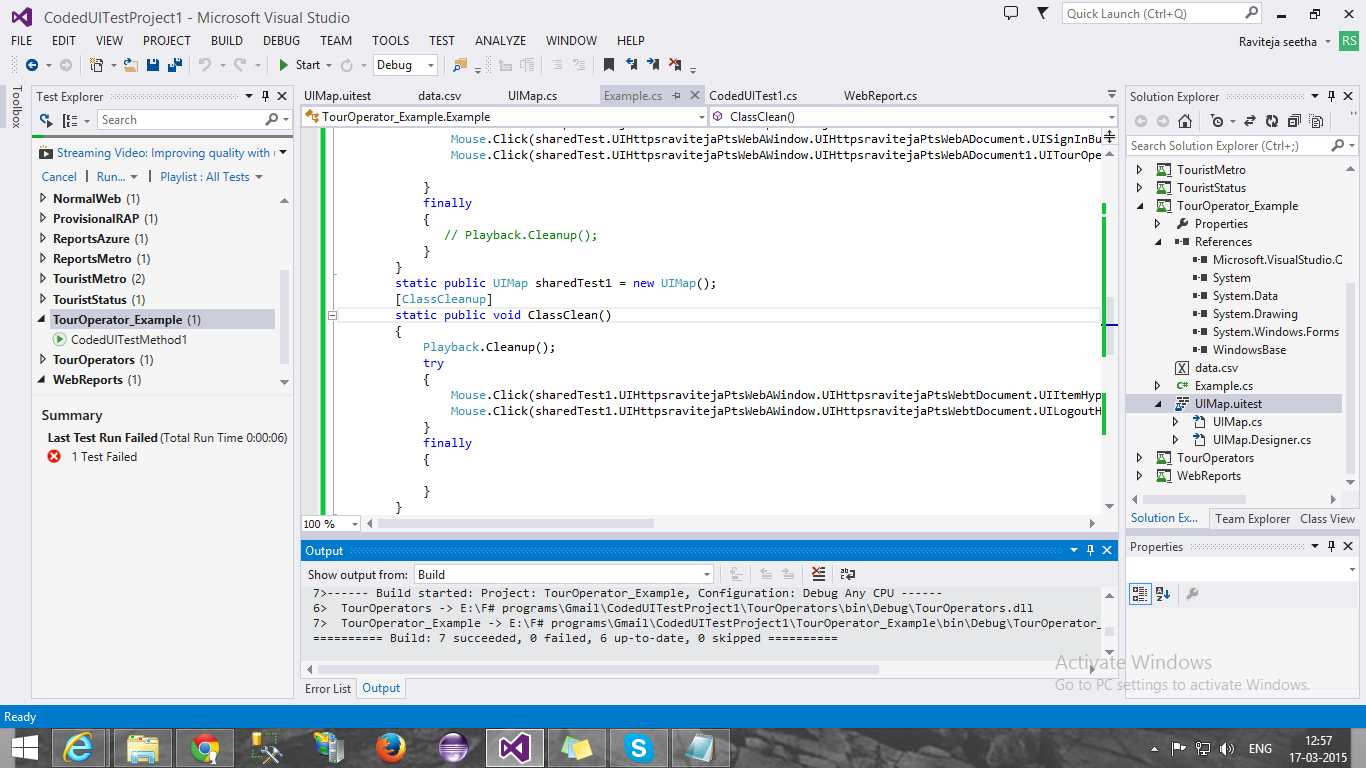 CodedUITestProject1 - Microsoft Visual Studio
Quick Launch (Ctrl+Q)
FILE EDIT VIEW PROJECT BUILD DEBUG TEAM TOOLS TEST ANALYZE WINDOW HELP
Raviteja seetha RS
Start Debug
Toolbox
Test Explorer
Search
Streaming Video: Improving quality with
Cancel | Run... | Playlist : All Tests
NormalWeb (1)
ProvisionalRAP (1)
ReportsAzure (1)
ReportsMetro (1)
TouristMetro (2)
TouristStatus (1)
TourOperator_Example (1)
CodedUITestMethod1
TourOperators (1)
WebReports (1)
Summary
Last Test Run Failed (Total Run Time 0:00:06)
1 Test Failed
UIMap.uitest data.csv UIMap.cs Example.cs CodedUITest1.cs WebReport.cs
TourOperator_Example.Example ClassClean()
Mouse.Click(sharedTest.UIHttpsravitejaPtsWebAWindow.UIHttpsravitejaPtsWebADocument.UISignInBu
Mouse.Click(sharedTest.UIHttpsravitejaPtsWebAWindow.UIHttpsravitejaPtsWebADocument1.UITourOpe
}
finally
{
// Playback.Cleanup();
}
}
static public UIMap sharedTest1 = new UIMap();
[ClassCleanup]
static public void ClassClean()
{
Playback.Cleanup();
try
{
Mouse.Click(sharedTest1.UIHttpsravitejaPtsWebAWindow.UIHttpsravitejaPtsWebtDocument.UIItemHyp
Mouse.Click(sharedTest1.UIHttpsravitejaPtsWebAWindow.UIHttpsravitejaPtsWebtDocument.UILogoutH
}
finally
{
}
}
100 %
Output
Show output from: Build
7>------ Build started: Project: TourOperator_Example, Configuration: Debug Any CPU ------
6> TourOperators -> E:\F# programs\Gmail\CodedUITestProject1\TourOperators\bin\Debug\TourOperators.dll
7> TourOperator_Example -> E:\F# programs\Gmail\CodedUITestProject1\TourOperator_Example\bin\Debug\TourOperator_
========== Build: 7 succeeded, 0 failed, 6 up-to-date, 0 skipped ==========
Error List Output
Solution Explorer
Search Solution Explorer (Ctrl+;)
TouristMetro
TouristStatus
TourOperator_Example
Properties
References
Microsoft.VisualStudio.C
System
System.Data
System.Drawing
System.Windows.Forms
WindowsBase
data.csv
C# Example.cs
UIMap.uitest
UIMap.cs
UIMap.Designer.cs
TourOperators
WebReports
Solution Ex... Team Explorer Class View
Properties
Activate Windows
Go to PC settings to activate Windows.
Ready
ENG
12:57
17-03-2015